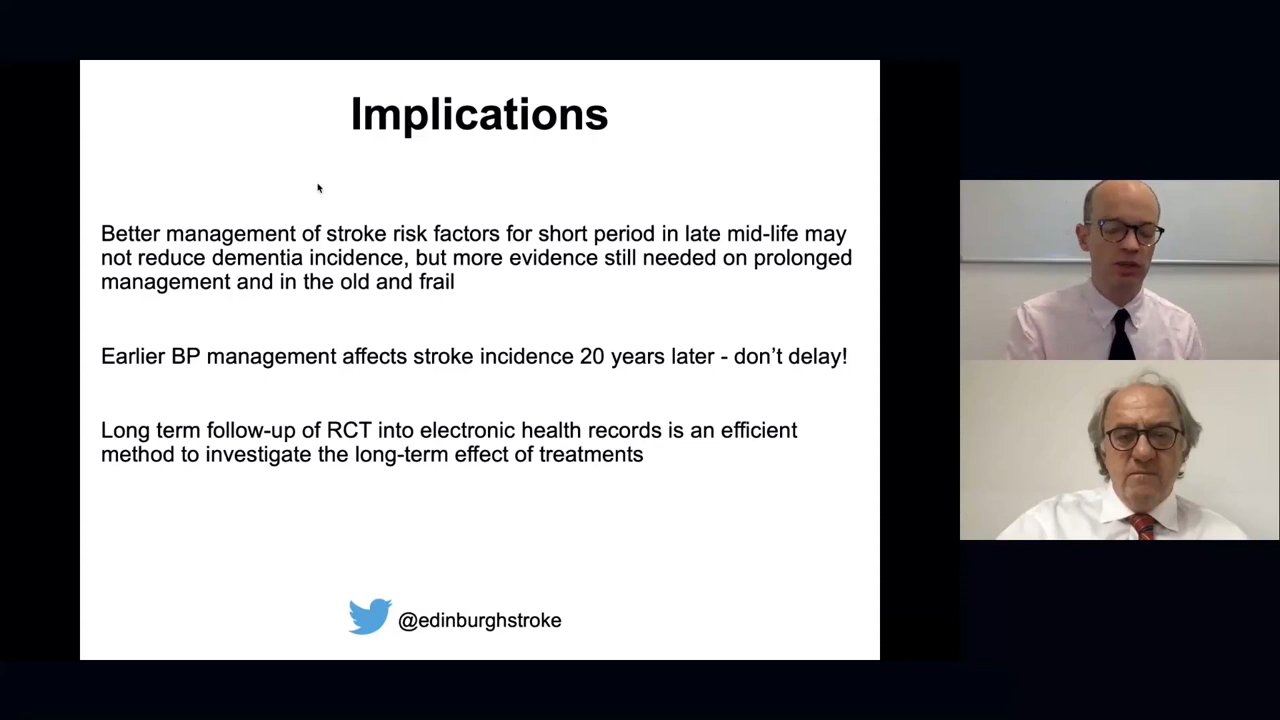 Implications
Better management of stroke risk factors for short period in late mid-life may
not reduce dementia incidence, but more evidence still needed on prolonged
management and in the old and frail
Earlier BP management affects stroke incidence 20 years later - don’t delay!
Long term follow-up of RCT into electronic health records is an efficient
method to investigate the long-term effect of treatments
@edinburghstroke